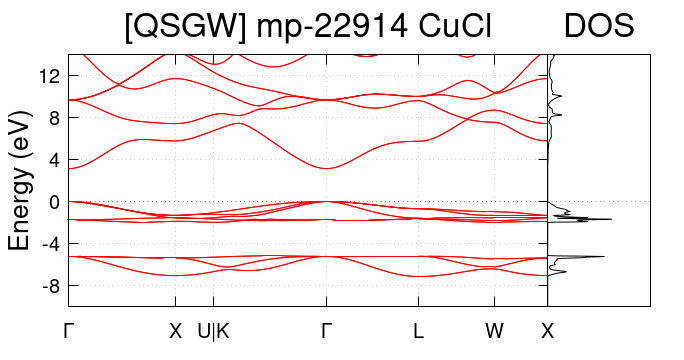 [QSGW] mp-22914 CuCl DOS
Energy (eV)
12
8
4
0
-4
-8
Γ X U|K Γ L W X